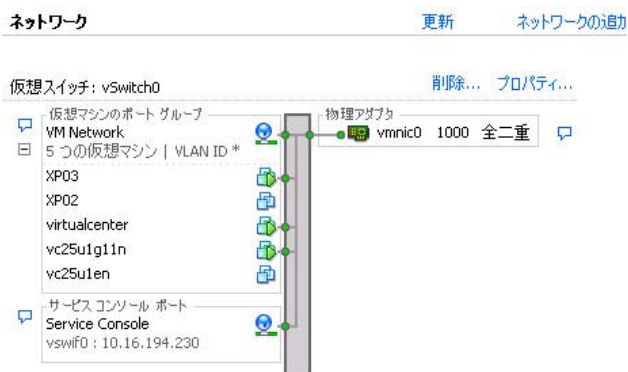 ネットワーク
更新
ネットワークの追加
仮想スイッチ: vSwitch0
削除...
プロパティ...
仮想マシンのポート グループ
VM Network
5 つの仮想マシン | VLAN ID *
XP03
XP02
virtualcenter
vc25u1g11n
vc25u1en
物理アダプタ
vmnic0 1000 全二重
サービス コンソール ポート
Service Console
vswif0 : 10.16.194.230